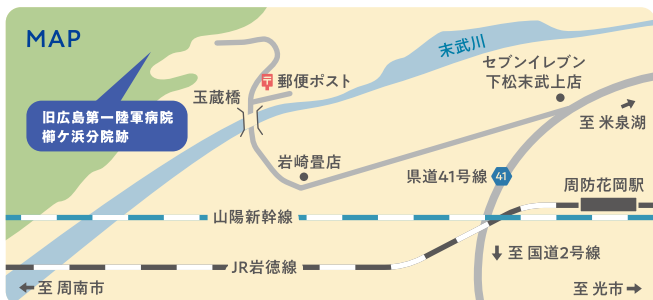 MAP
末武川
セブンイレブン
下松末武上店
郵便ポスト
玉蔵橋
旧広島第一陸軍病院
櫛ケ浜分院跡
至 米泉湖
岩崎畳店
県道41号線
41
周防花岡駅
山陽新幹線
至 国道2号線
JR岩徳線
至 周南市
至 光市